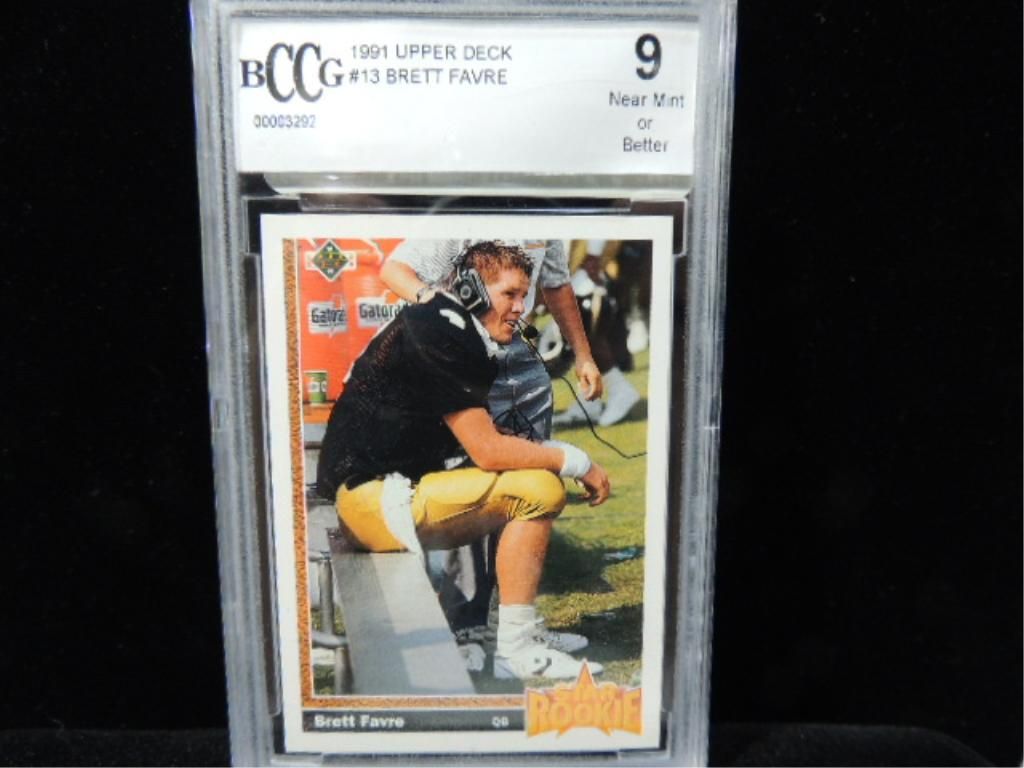 BCCG
1991 UPPER DECK
#13 BRETT FAVRE
00003292
9
Near Mint
or
Better
Gatorade
Brett Favre
QB
STAR
ROOKIE